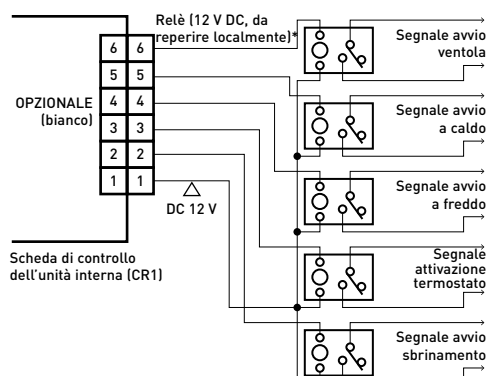 Relè (12 V DC, da
reperire localmente)*
Segnale avvio
ventola
6 6
5 5
OPZIONALE
(bianco)
4 4
3 3
2 2
1 1
Segnale avvio
a caldo
Segnale avvio
a freddo
DC 12 V
Scheda di controllo
dell'unità interna (CR1)
Segnale
attivazione
termostato
Segnale avvio
sbrinamento